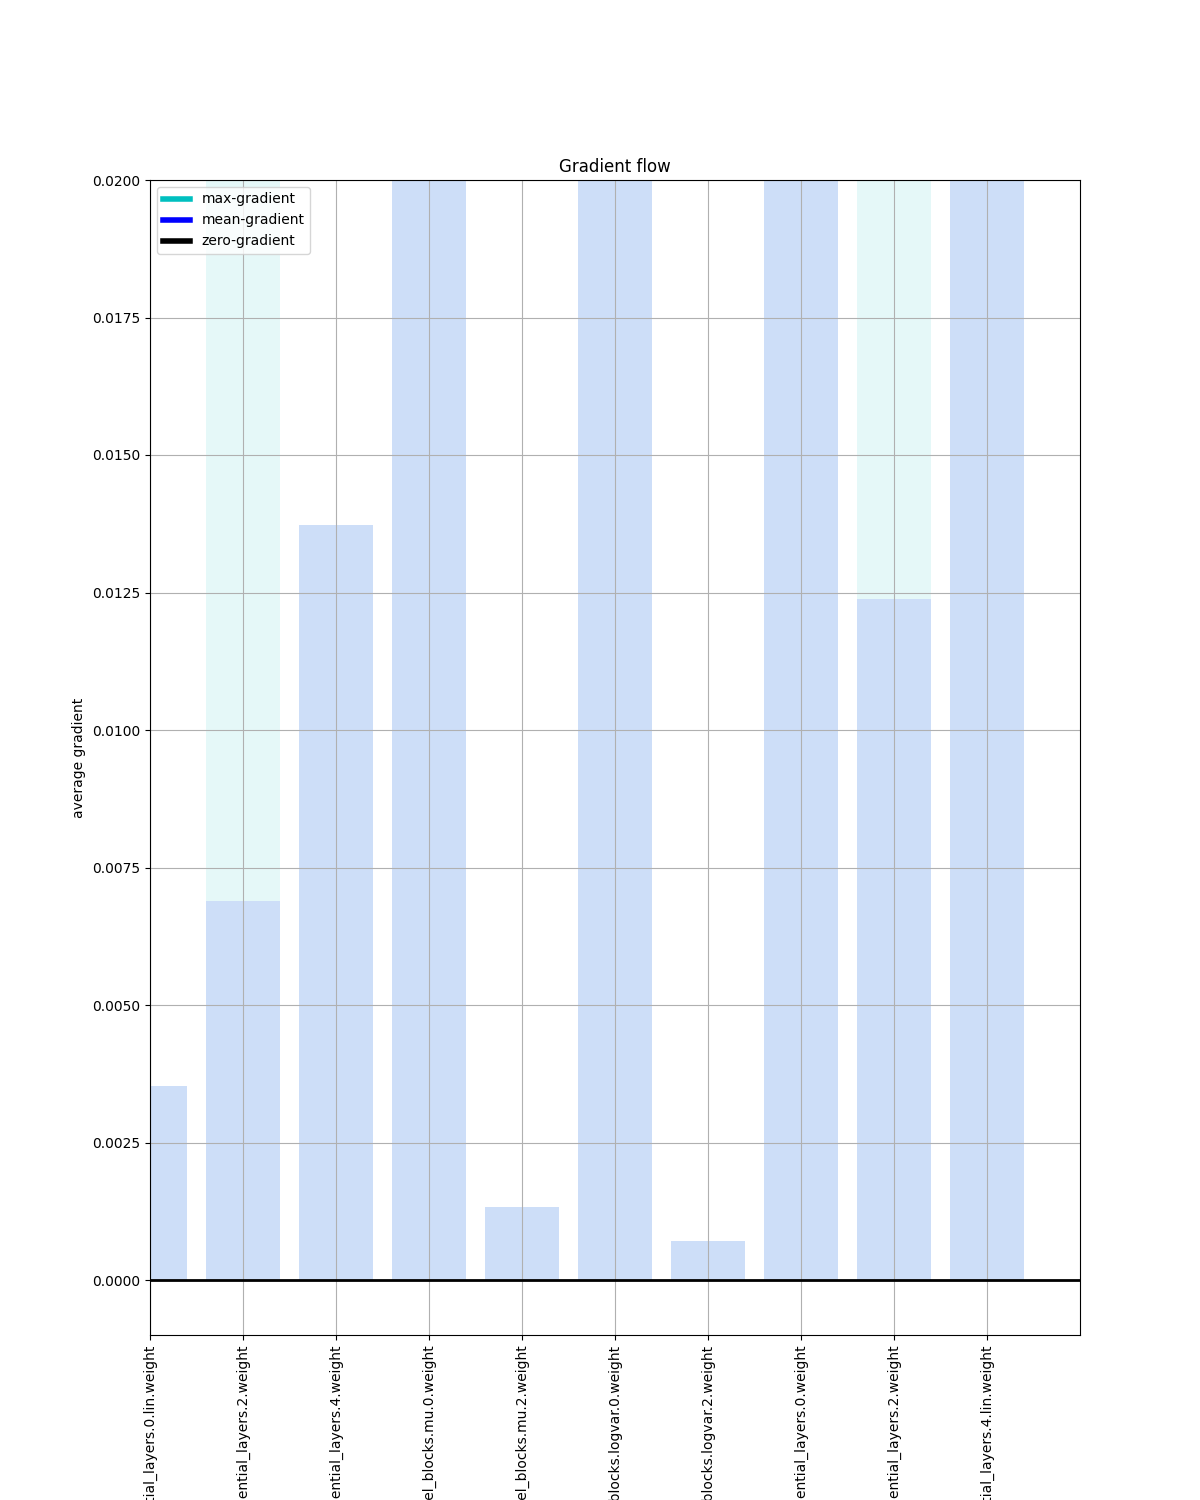 Gradient flow
max-gradient
mean-gradient
zero-gradient
0.0200
0.0175
0.0150
0.0125
0.0100
0.0075
0.0050
0.0025
0.0000
average gradient
tial_layers.0.lin.weight
ential_layers.2.weight
ential_layers.4.weight
el_blocks.mu.0.weight
el_blocks.mu.2.weight
blocks.logvar.0.weight
blocks.logvar.2.weight
ential_layers.0.weight
ential_layers.2.weight
tial_layers.4.lin.weight